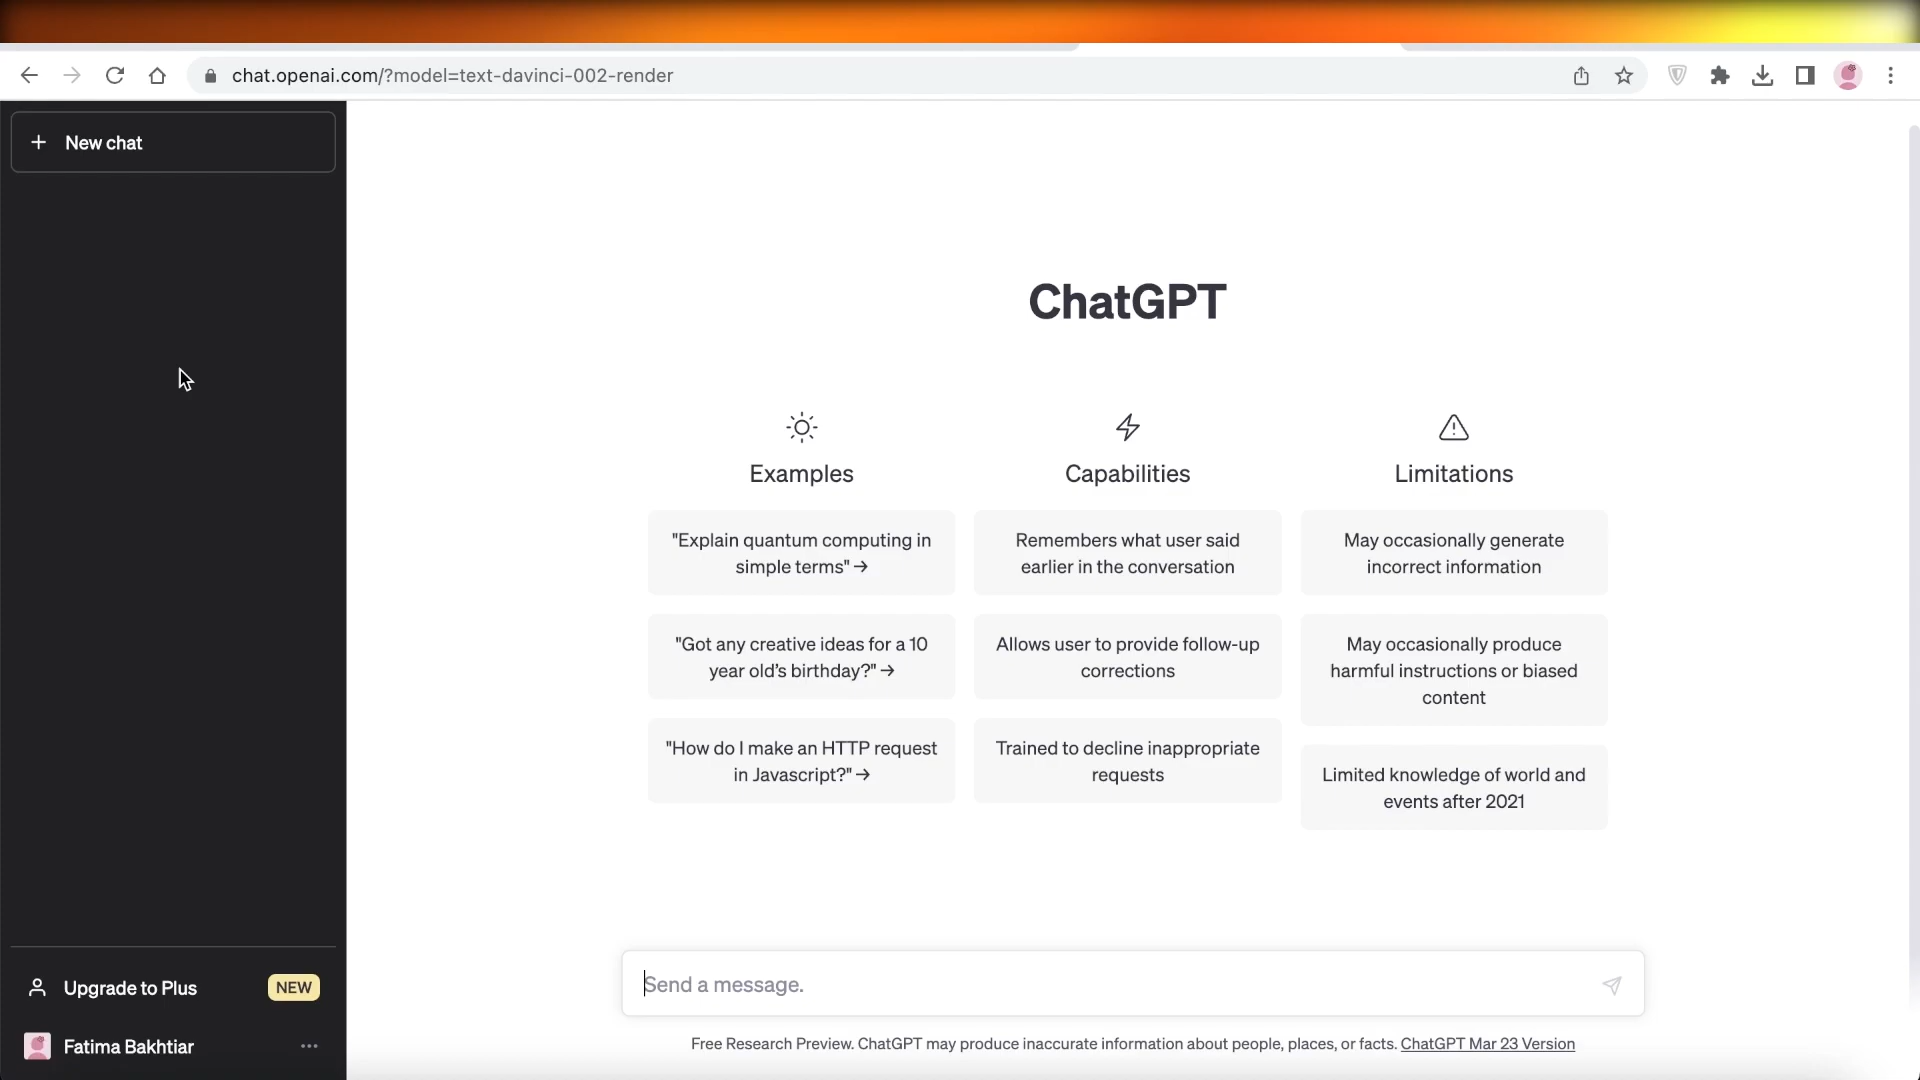 chat.openai.com/?model=text-davinci-002-render
New chat
ChatGPT
Examples
"Explain quantum computing in
simple terms" →
"Got any creative ideas for a 10
year old’s birthday?" →
"How do I make an HTTP request
in Javascript?" →
Capabilities
Remembers what user said
earlier in the conversation
Allows user to provide follow-up
corrections
Trained to decline inappropriate
requests
Limitations
May occasionally generate
incorrect information
May occasionally produce
harmful instructions or biased
content
Limited knowledge of world and
events after 2021
Upgrade to Plus NEW
Fatima Bakhtiar
Send a message.
Free Research Preview. ChatGPT may produce inaccurate information about people, places, or facts. ChatGPT Mar 23 Version